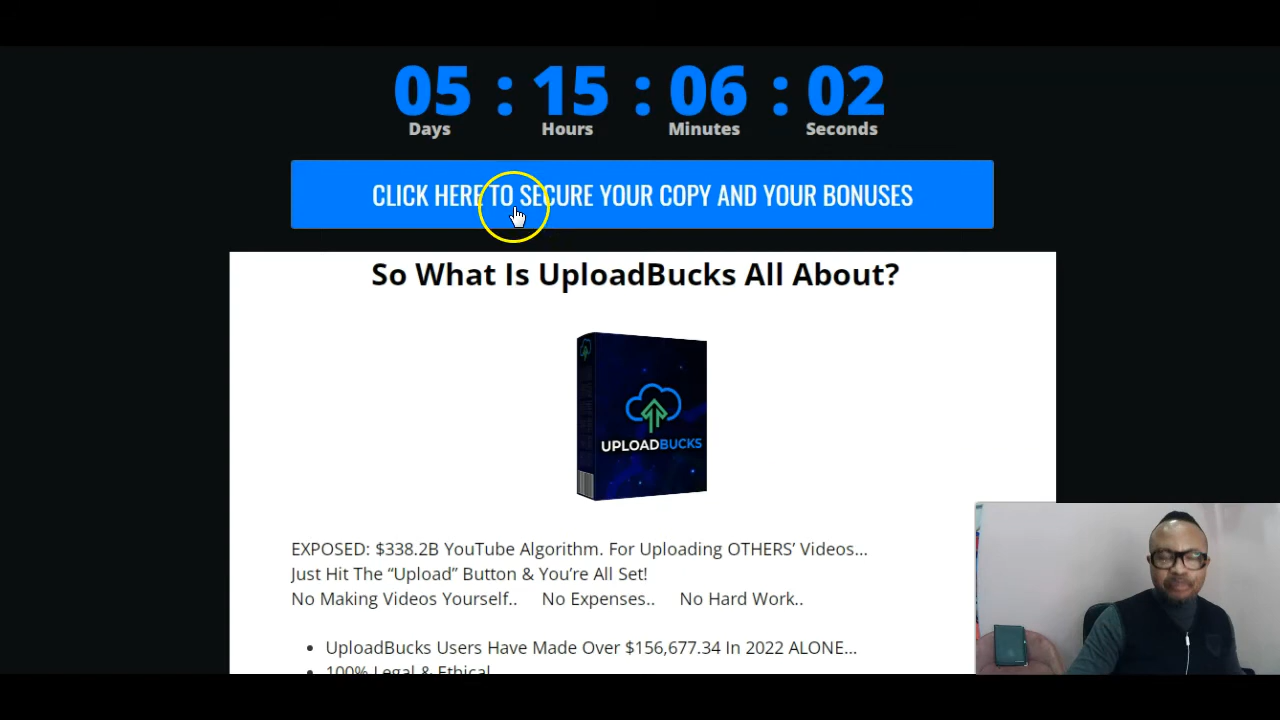 05 : 15 : 06 : 02
Days Hours Minutes Seconds
CLICK HERE TO SECURE YOUR COPY AND YOUR BONUSES
So What Is UploadBucks All About?
UPLOADBUCKS
EXPOSED: $338.2B YouTube Algorithm. For Uploading OTHERS’ Videos…
Just Hit The “Upload” Button & You’re All Set!
No Making Videos Yourself.. No Expenses.. No Hard Work..
• UploadBucks Users Have Made Over $156,677.34 In 2022 ALONE…
• 100% Legal & Ethical